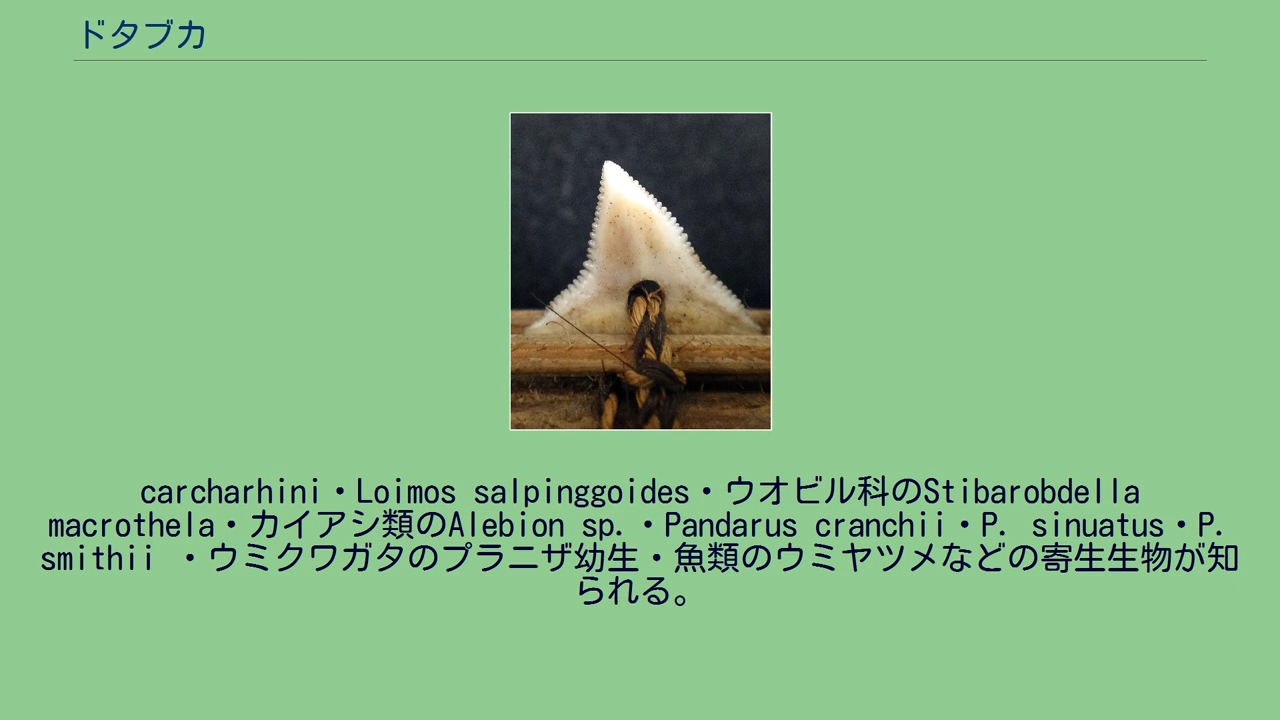 ドタブカ
carcharhini・Loimos salpinggoides・ウオビル科のStibarobdella
macrothela・カイアシ類のAlebion sp.・Pandarus cranchii・P. sinuatus・P.
smithii ・ウミクワガタのプラニザ幼生・魚類のウミヤツメなどの寄生生物が知
られる。